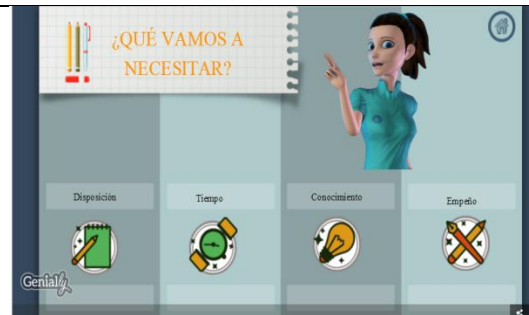 ¿QUÉ VAMOS A
NECESITAR?
Disposición
Tiempo
Conocimiento
Empeño
Genially